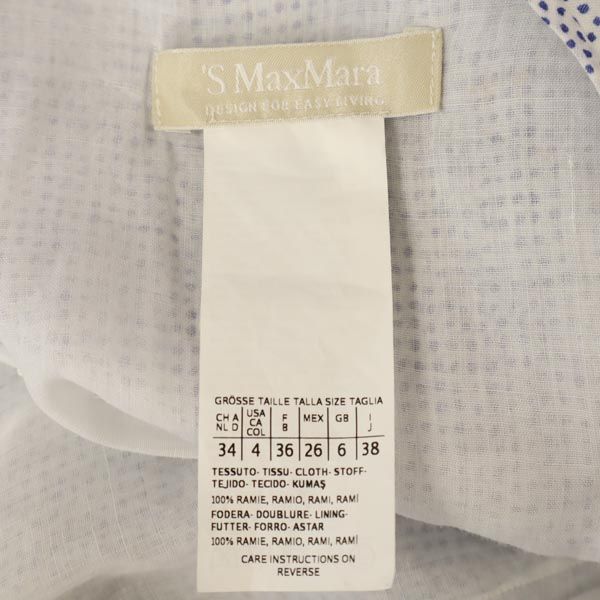 'S MaxMara
DESIGN FOR EASY LIVING
GRÖSSE TAILLE TALLA SIZE TAGLIA
CH A NL D USA CA COL F B MEX GB I J
34 4 36 26 6 38
TESSUTO- TISSU- CLOTH- STOFF-
TEJIDO- TECIDO- KUMAŞ
100% RAMIE, RAMIO, RAMI, RAMÍ
FODERA- DOUBLURE- LINING-
FUTTER- FORRO- ASTAR
100% RAMIE, RAMIO, RAMI, RAMÍ
CARE INSTRUCTIONS ON
REVERSE